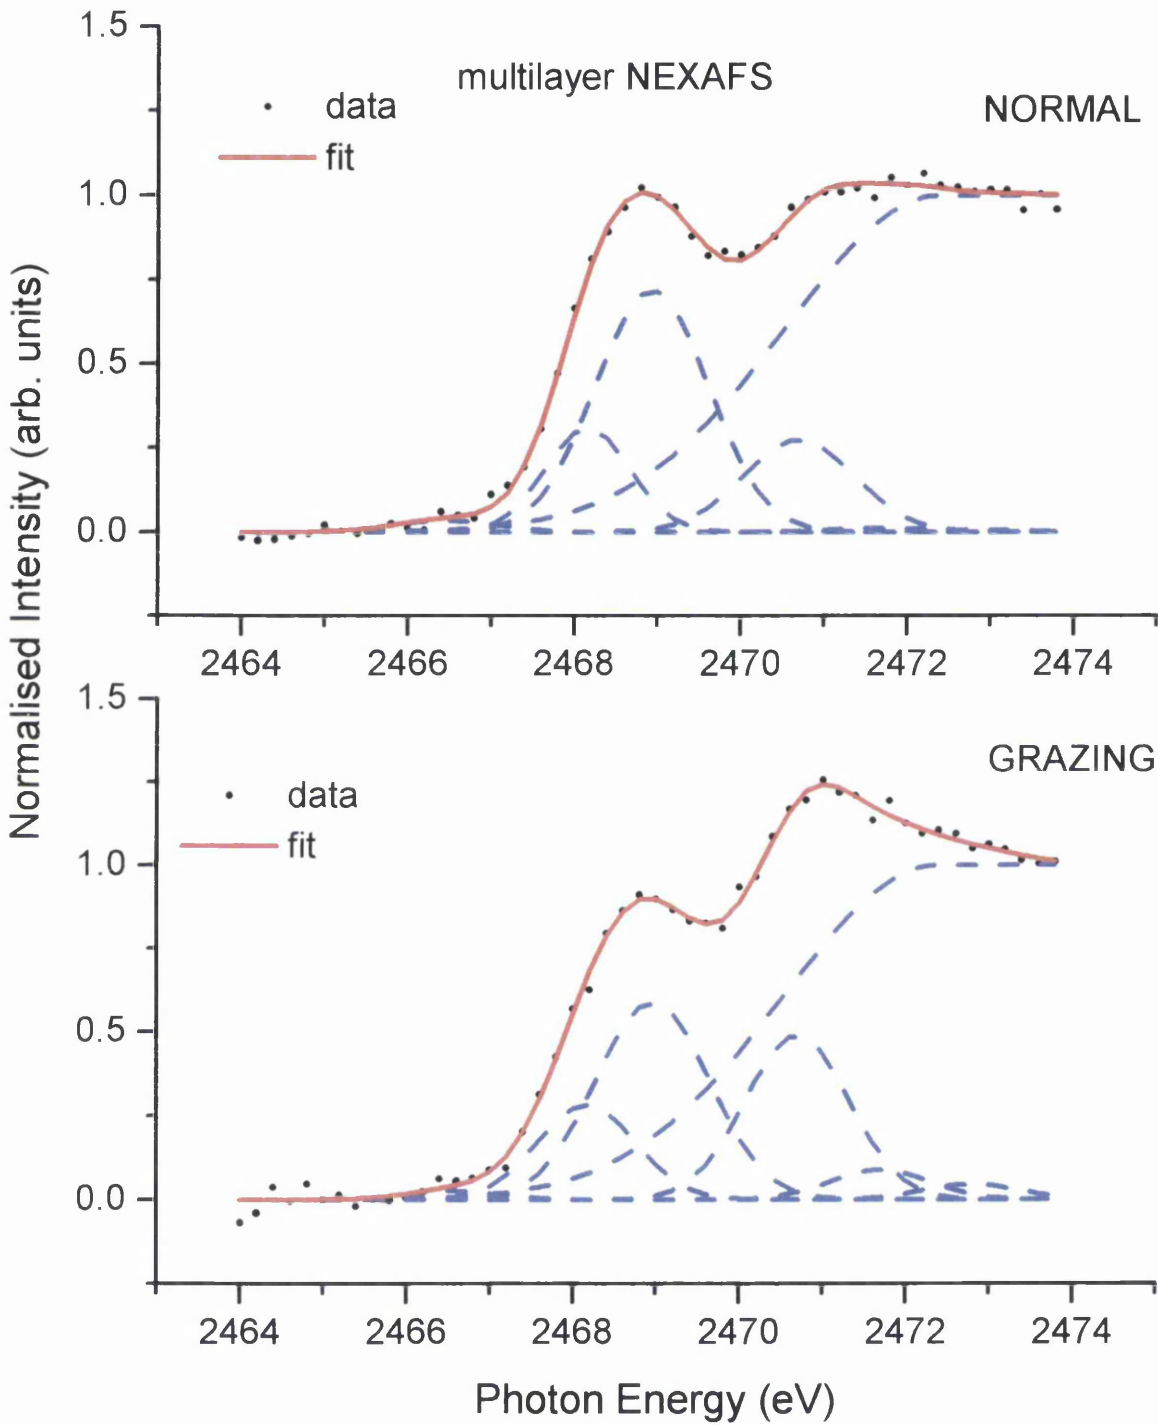 multilayer NEXAFS
NORMAL
data
fit
1.5
1.0
0.5
0.0
2464 2466 2468 2470 2472 2474
Normalised Intensity (arb. units)
GRAZING
data
fit
1.5
1.0
0.5
0.0
2464 2466 2468 2470 2472 2474
Photon Energy (eV)